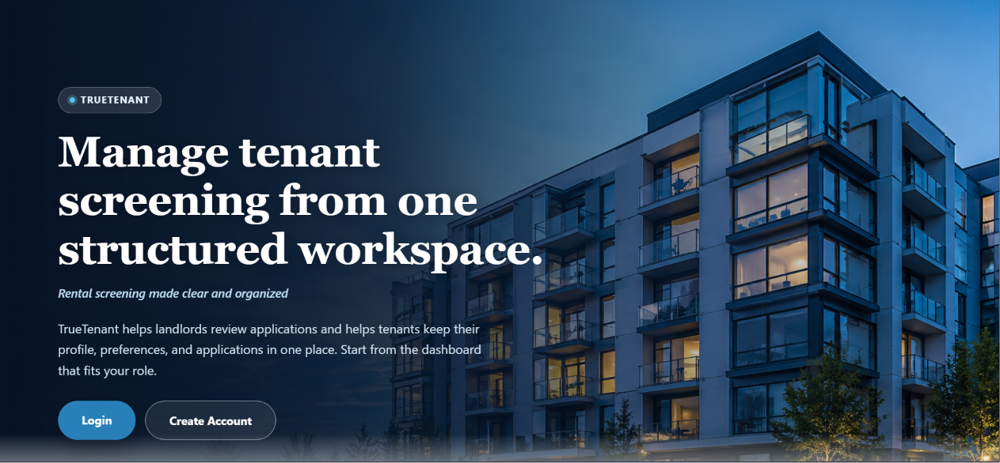 TRUETENANT
Manage tenant
screening from one
structured workspace.
Rental screening made clear and organized
TrueTenant helps landlords review applications and helps tenants keep their
profile, preferences, and applications in one place. Start from the dashboard
that fits your role.
Login
Create Account